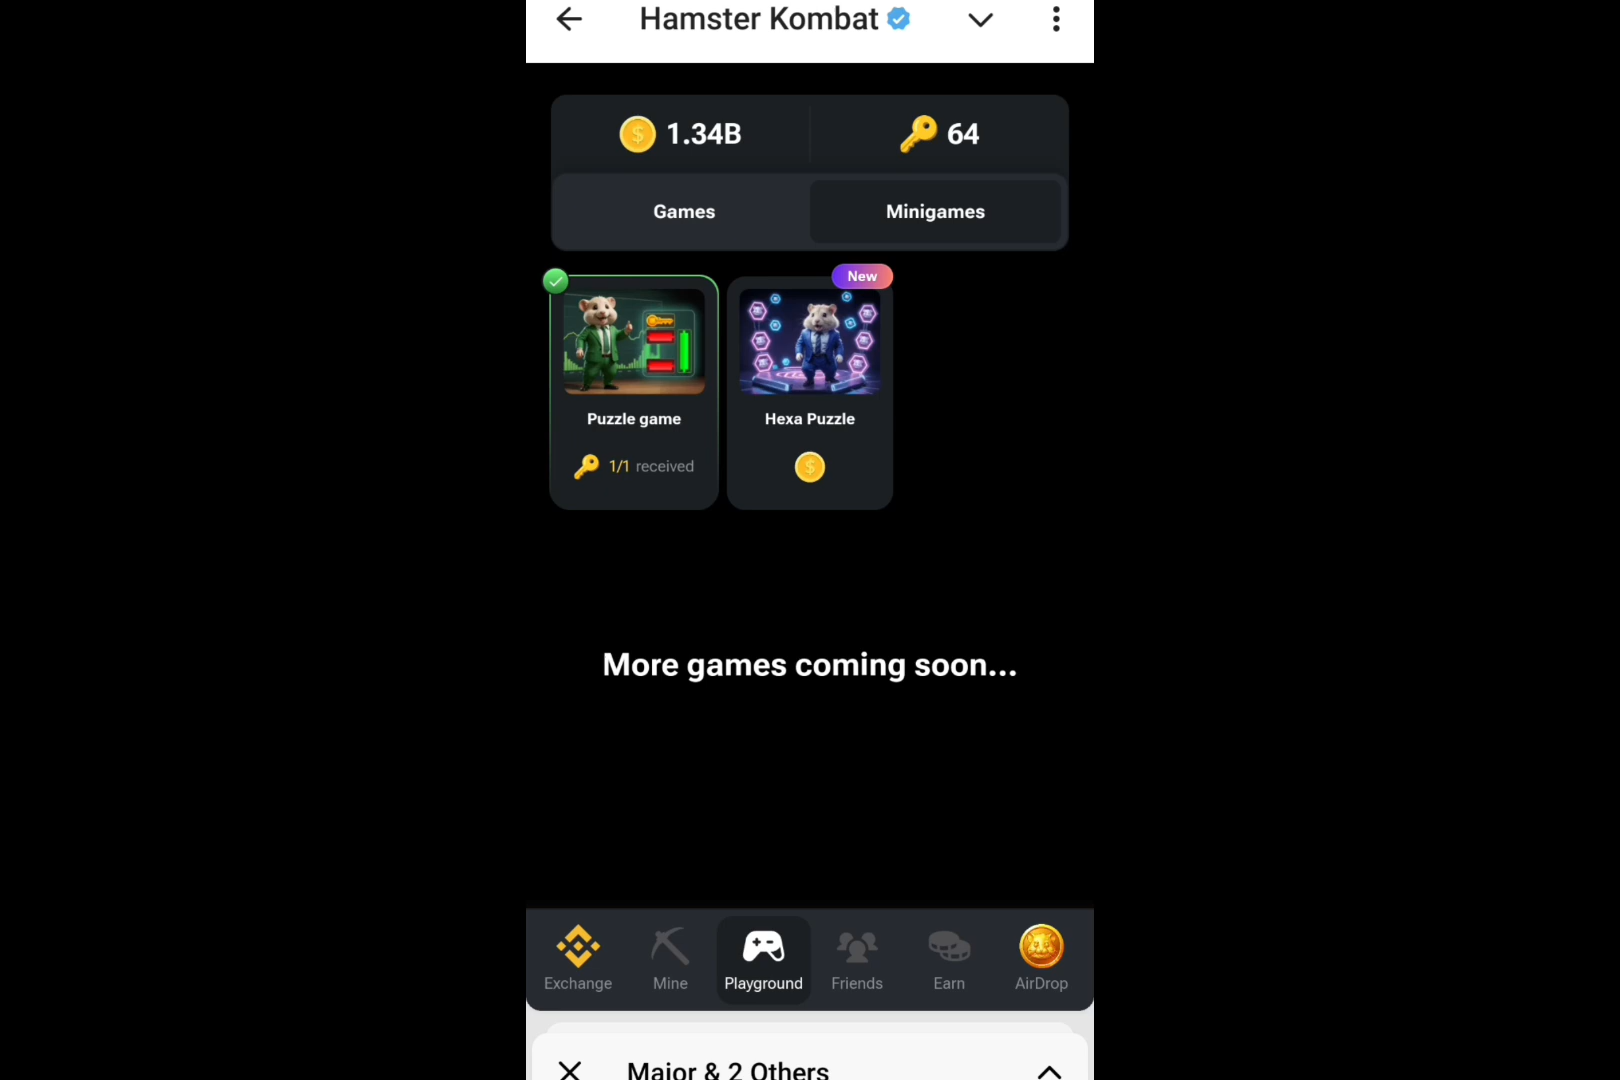 Hamster Kombat
1.34B
64
Games
Minigames
New
Puzzle game
Hexa Puzzle
1/1 received
More games coming soon...
Exchange
Mine
Playground
Friends
Earn
AirDrop
Major & 2 Others